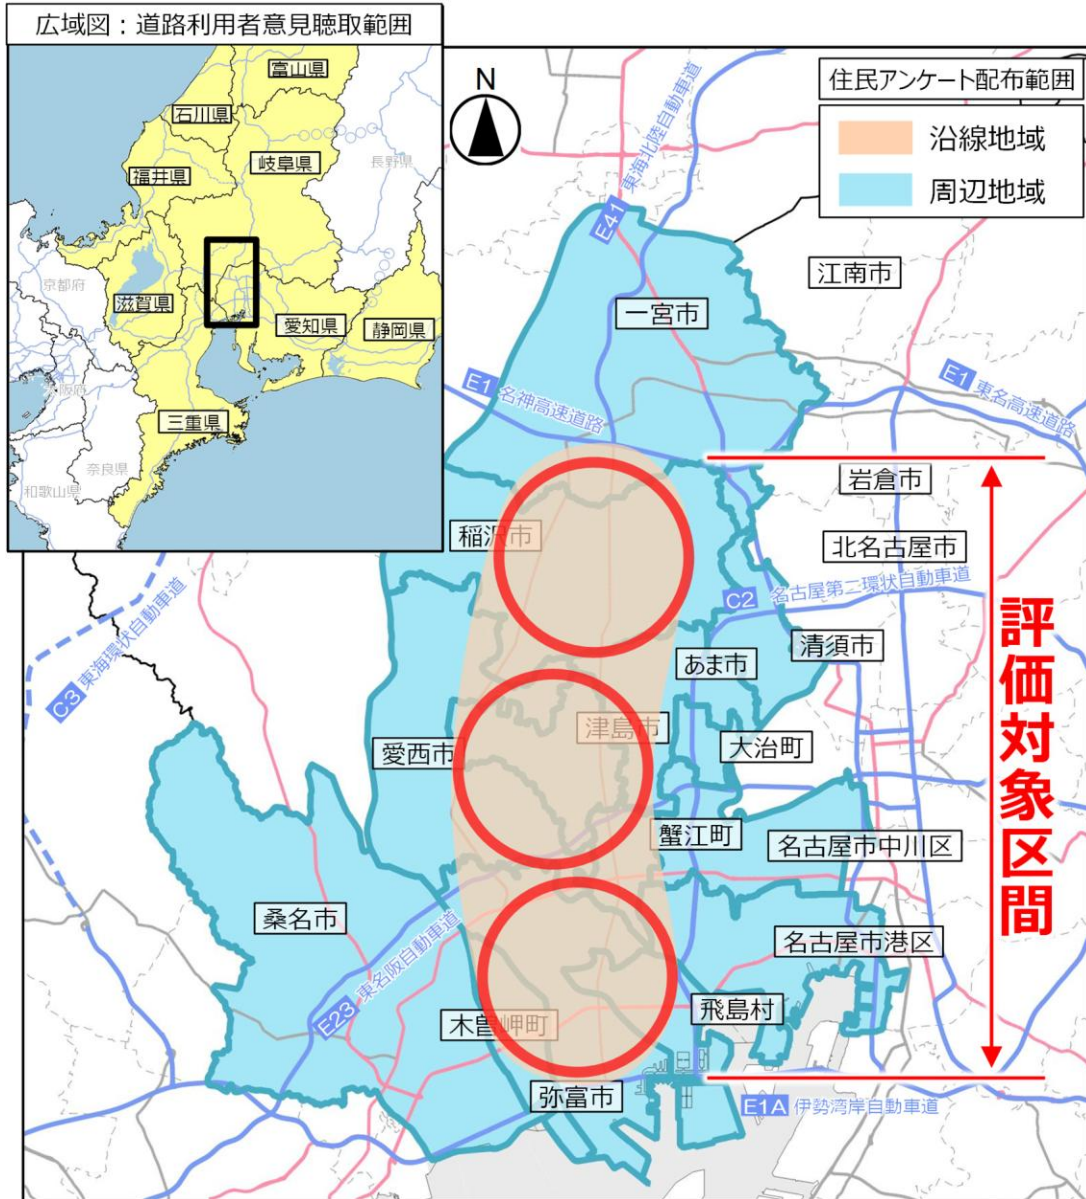 広域図：道路利用者意見聴取範囲
富山県
石川県
岐阜県
長野県
福井県
京都府
滋賀県
愛知県
静岡県
三重県
奈良県
和歌山県
N
住民アンケート配布範囲
沿線地域
周辺地域
E41 東海北陸自動車道
江南市
一宮市
E1 名神高速道路
E1 東名高速道路
岩倉市
稲沢市
北名古屋市
C2 名古屋第二環状自動車道
C3 東海環状自動車道
清須市
あま市
津島市
大治町
愛西市
評価対象区間
蟹江町
名古屋市中川区
桑名市
名古屋市港区
E23 東名阪自動車道
木曽岬町
飛島村
弥富市
E1A 伊勢湾岸自動車道